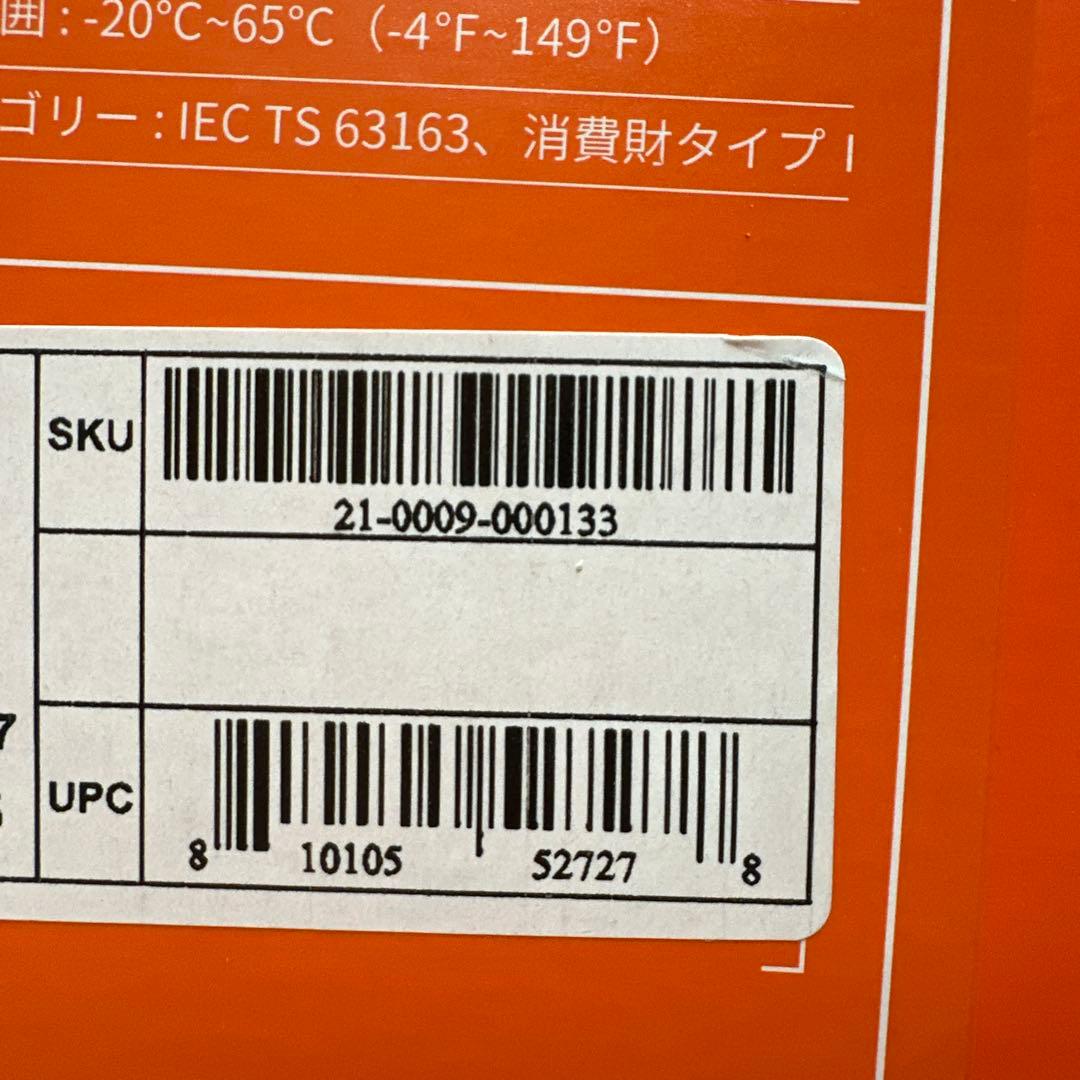 囲 : -20°C~65°C（-4°F~149°F）
ゴリー : IEC TS 63163、消費財タイプ I
SKU
21-0009-000133
7
UPC
8 10105 52727 8